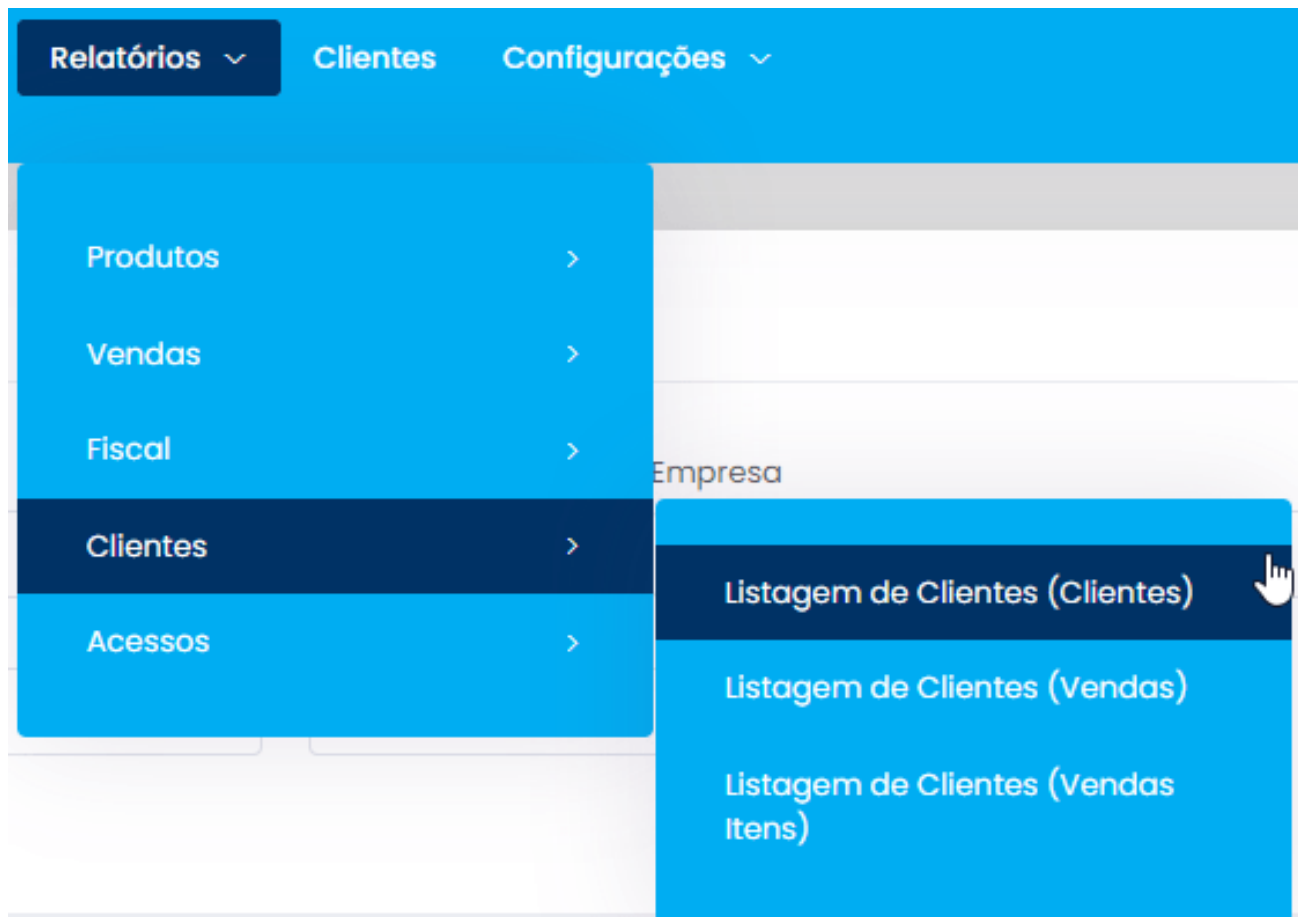 Relatórios Clientes Configurações
Produtos
Vendas
Fiscal
Empresa
Clientes
Listagem de Clientes (Clientes)
Acessos
Listagem de Clientes (Vendas)
Listagem de Clientes (Vendas
Itens)